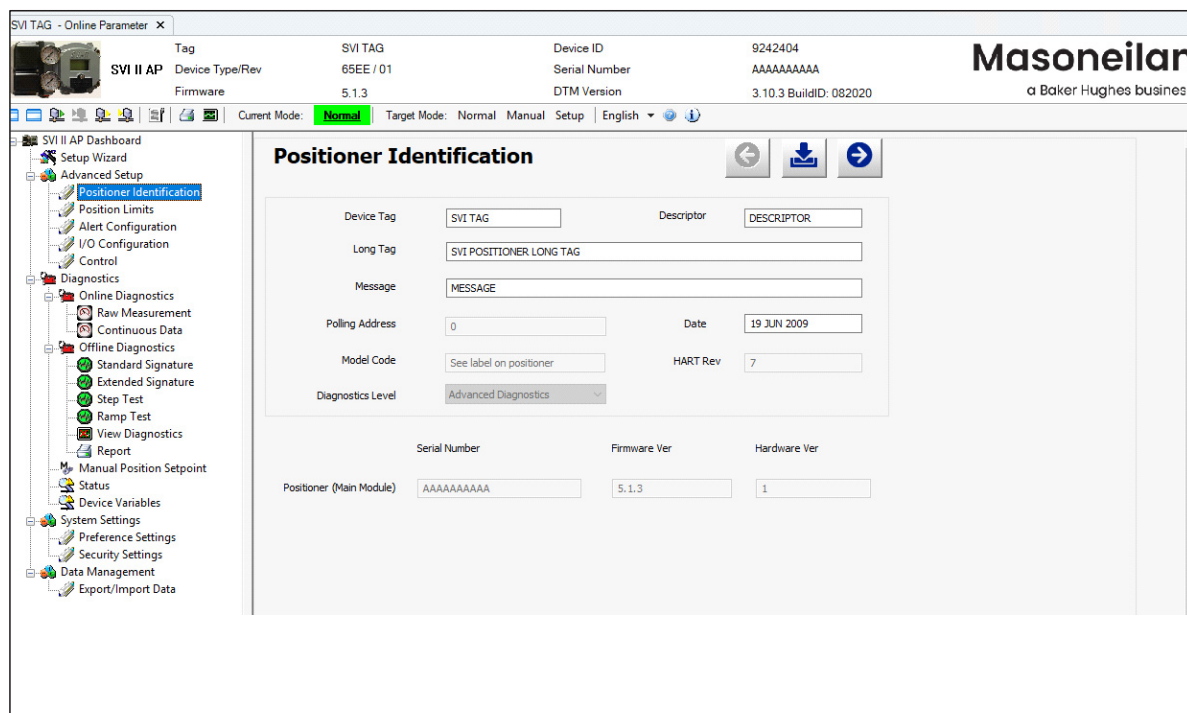 SVI TAG - Online Parameter ×
SVI II AP
Tag SVI TAG Device ID 9242404
Device Type/Rev 65EE / 01 Serial Number AAAAAAAAAA
Firmware 5.1.3 DTM Version 3.10.3 BuildID: 082020
Masoneilan
a Baker Hughes busines
Current Mode: Normal Target Mode: Normal Manual Setup English
SVI II AP Dashboard
Setup Wizard
Advanced Setup
Positioner Identification
Position Limits
Alert Configuration
I/O Configuration
Control
Diagnostics
Online Diagnostics
Raw Measurement
Continuous Data
Offline Diagnostics
Standard Signature
Extended Signature
Step Test
Ramp Test
View Diagnostics
Report
Manual Position Setpoint
Status
Device Variables
System Settings
Preference Settings
Security Settings
Data Management
Export/Import Data
Positioner Identification
Device Tag SVI TAG Descriptor DESCRIPTOR
Long Tag SVI POSITIONER LONG TAG
Message MESSAGE
Polling Address 0 Date 19 JUN 2009
Model Code See label on positioner HART Rev 7
Diagnostics Level Advanced Diagnostics
Serial Number Firmware Ver Hardware Ver
Positioner (Main Module) AAAAAAAAAA 5.1.3 1